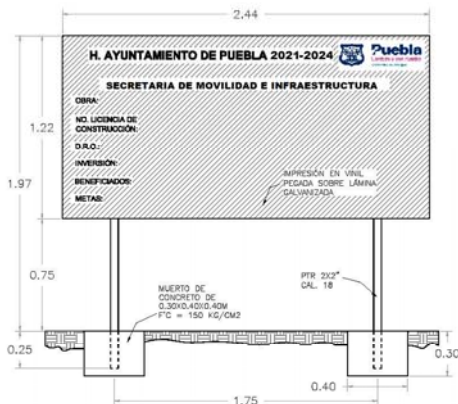 2.44
H. AYUNTAMIENTO DE PUEBLA 2021-2024
Puebla
SECRETARIA DE MOVILIDAD E INFRAESTRUCTURA
OBRA:
NO. LICENCIA DE
CONSTRUCCIÓN:
D.R.O.:
INVERSIÓN:
BENEFICIADOS:
METAS:
IMPRESIÓN EN VINIL
PEGADA SOBRE LÁMINA
GALVANIZADA
1.22
1.97
0.75
MUERTO DE
CONCRETO DE
0.30X0.40X0.40M
F'C = 150 KG/CM2
PTR 2X2"
CAL. 18
0.25
0.30
0.40
1.75